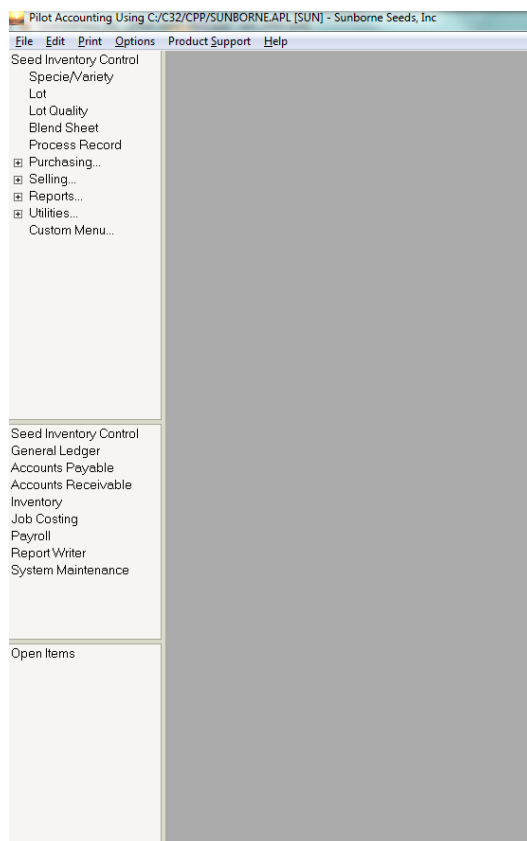 Pilot Accounting Using C:/C32/CPP/SUNBORNE.APL [SUN] - Sunborne Seeds, Inc
File Edit Print Options Product Support Help
Seed Inventory Control
Specie/Variety
Lot
Lot Quality
Blend Sheet
Process Record
Purchasing...
Selling...
Reports...
Utilities...
Custom Menu...
Seed Inventory Control
General Ledger
Accounts Payable
Accounts Receivable
Inventory
Job Costing
Payroll
Report Writer
System Maintenance
Open Items